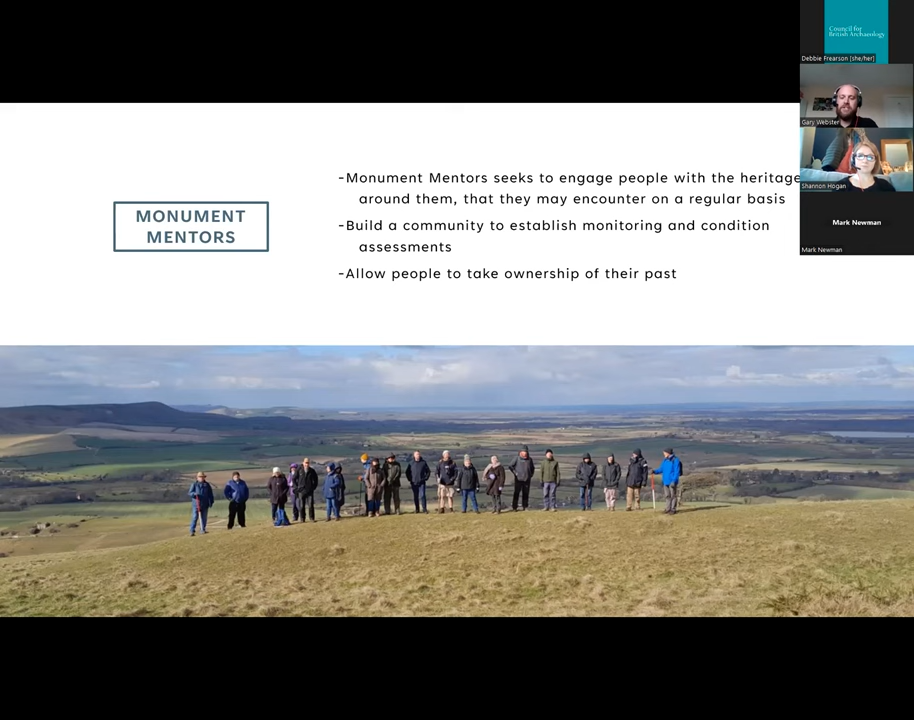 MONUMENT
MENTORS
-Monument Mentors seeks to engage people with the heritage
around them, that they may encounter on a regular basis
-Build a community to establish monitoring and condition
assessments
-Allow people to take ownership of their past
Council for
British Archaeology
Debbie Frearson [she/her]
Gary Webster
Shannon Hogan
Mark Newman
Mark Newman